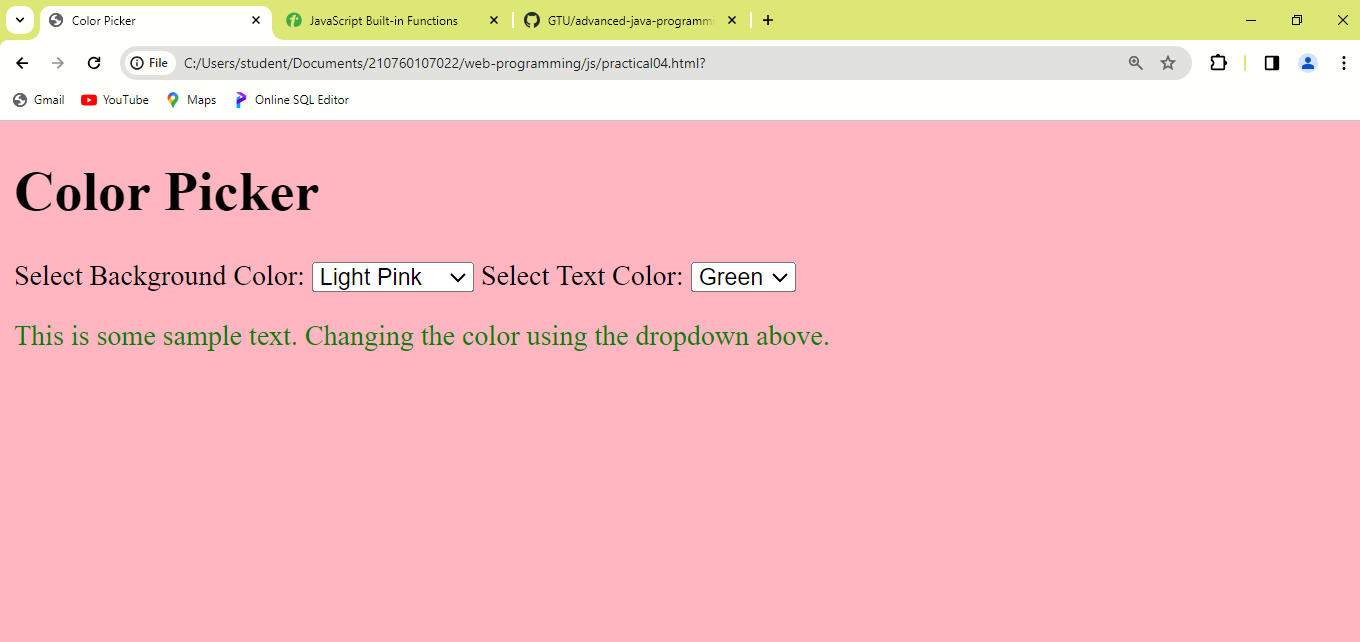 Color Picker
JavaScript Built-in Functions
GTU/advanced-java-programm
File
C:/Users/student/Documents/210760107022/web-programming/js/practical04.html?
Gmail
YouTube
Maps
Online SQL Editor
Color Picker
Select Background Color: Light Pink Select Text Color: Green
This is some sample text. Changing the color using the dropdown above.